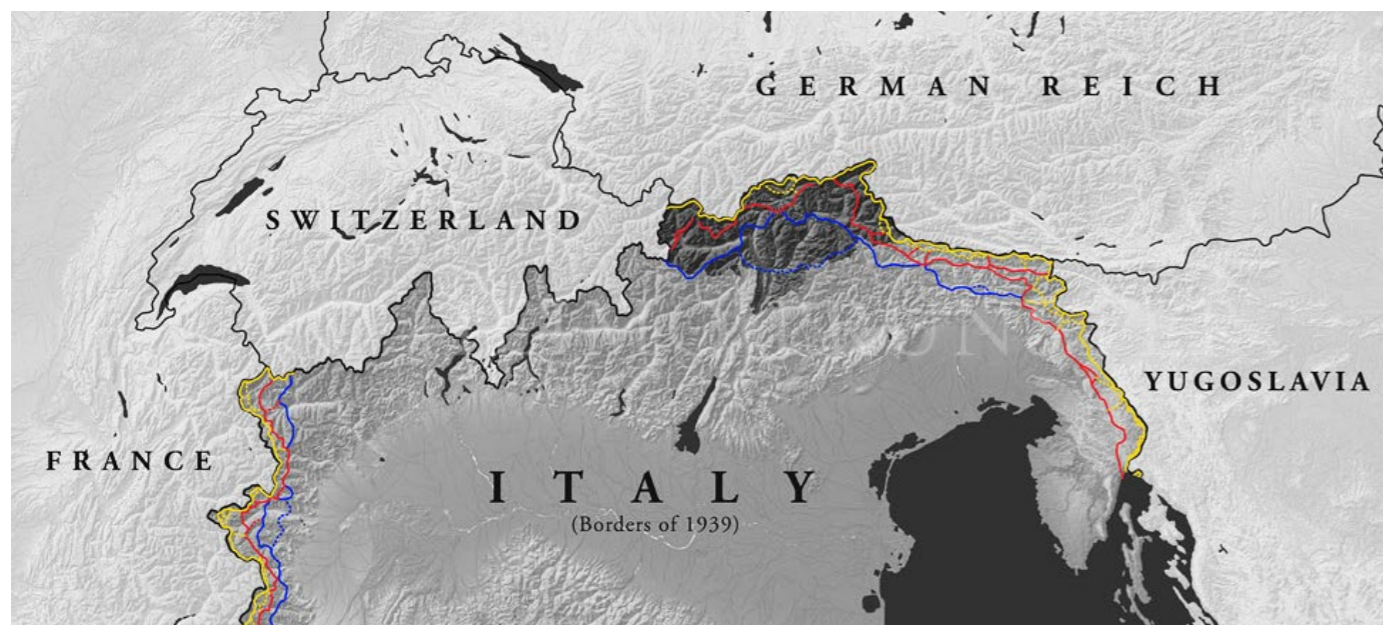 GERMAN REICH
SWITZERLAND
YUGOSLAVIA
FRANCE
ITALY
(Borders of 1939)